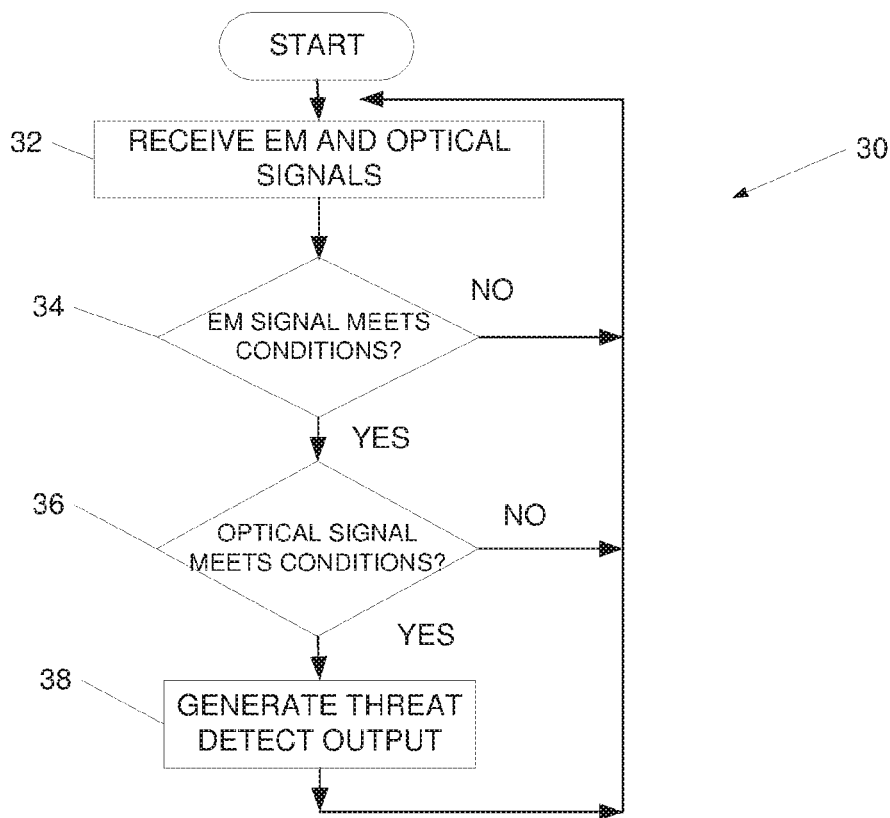 START
32
RECEIVE EM AND OPTICAL
SIGNALS
30
34
EM SIGNAL MEETS
CONDITIONS?
NO
YES
36
OPTICAL SIGNAL
MEETS CONDITIONS?
NO
YES
38
GENERATE THREAT
DETECT OUTPUT